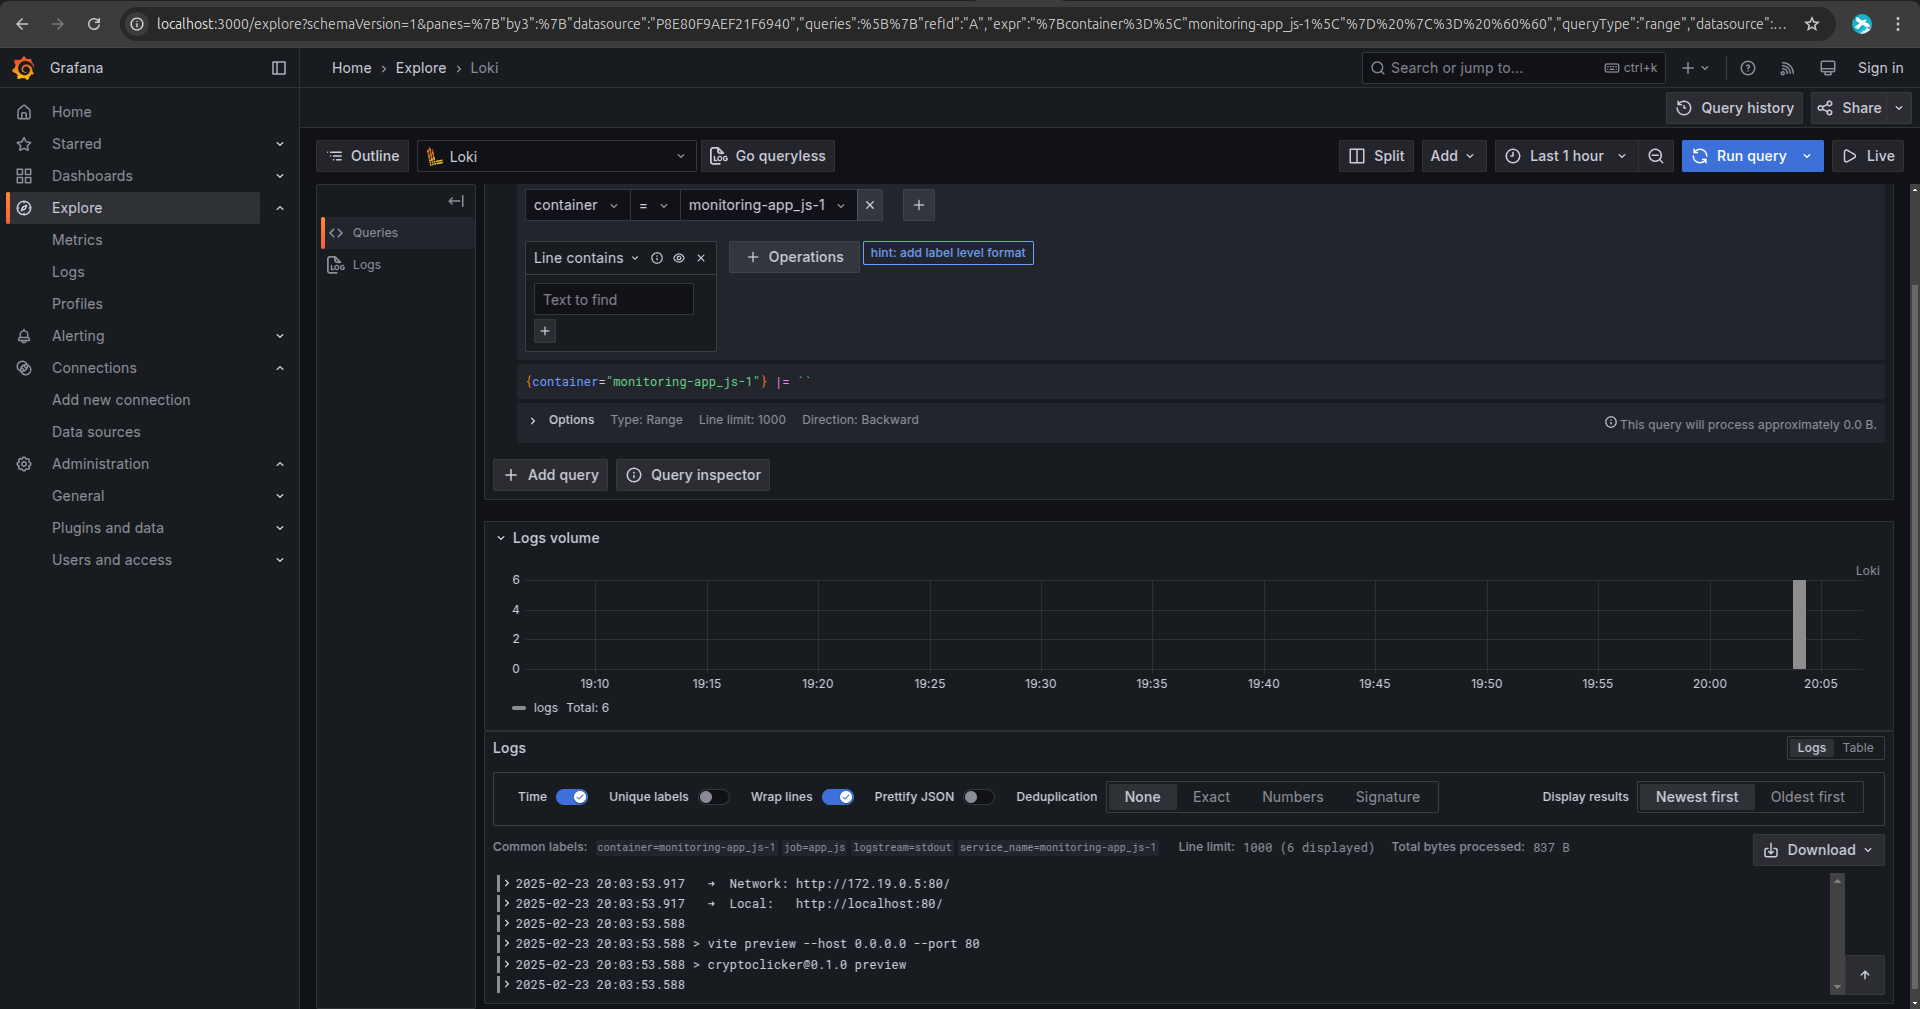 localhost:3000/explore?schemaVersion=1&panes=%7B"by3":%7B"datasource":"P8E80F9AEF21F6940","queries":%5B%7B"refId":"A","expr":"%7Bcontainer%3D%5C"monitoring-app_js-1%5C"%7D%20%7C%3D%20%60%60","queryType":"range","datasource":...
Grafana
Home › Explore › Loki
Search or jump to...
ctrl+k
Sign in
Query history
Share
Home
Starred
Dashboards
Explore
Metrics
Logs
Profiles
Alerting
Connections
Add new connection
Data sources
Administration
General
Plugins and data
Users and access
Outline
Loki
LOG
Go queryless
Split
Add
Last 1 hour
Run query
Live
Queries
LOG
Logs
container
=
monitoring-app_js-1
Line contains
Operations
hint: add label level format
Text to find
{container="monitoring-app_js-1"} |= ``
Options Type: Range Line limit: 1000 Direction: Backward
This query will process approximately 0.0 B.
Add query
Query inspector
Logs volume
Loki
6
4
2
0
19:10 19:15 19:20 19:25 19:30 19:35 19:40 19:45 19:50 19:55 20:00 20:05
logs Total: 6
Logs
Logs Table
Time Unique labels Wrap lines Prettify JSON Deduplication None Exact Numbers Signature Display results Newest first Oldest first
Common labels: container=monitoring-app_js-1 job=app_js logstream=stdout service_name=monitoring-app_js-1 Line limit: 1000 (6 displayed) Total bytes processed: 837 B
Download
> 2025-02-23 20:03:53.917 ➜ Network: http://172.19.0.5:80/
> 2025-02-23 20:03:53.917 ➜ Local: http://localhost:80/
> 2025-02-23 20:03:53.588
> 2025-02-23 20:03:53.588 > vite preview --host 0.0.0.0 --port 80
> 2025-02-23 20:03:53.588 > cryptoclicker@0.1.0 preview
> 2025-02-23 20:03:53.588